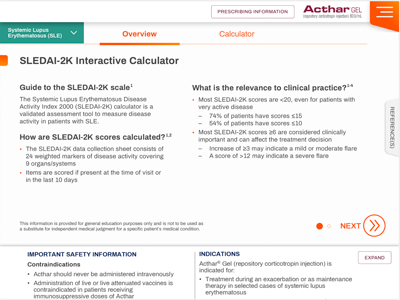 PRESCRIBING INFORMATION
Acthar GEL
(repository corticotropin injection) 80 U/mL
Systemic Lupus
Erythematosus (SLE)
Overview
Calculator
SLEDAI-2K Interactive Calculator
Guide to the SLEDAI-2K scale¹
The Systemic Lupus Erythematosus Disease
Activity Index 2000 (SLEDAI-2K) calculator is a
validated assessment tool to measure disease
activity in patients with SLE.
How are SLEDAI-2K scores calculated?¹,²
• The SLEDAI-2K data collection sheet consists of
24 weighted markers of disease activity covering
9 organs/systems
• Items are scored if present at the time of visit or
in the last 10 days
What is the relevance to clinical practice?³-⁶
• Most SLEDAI-2K scores are <20, even for patients with
very active disease
– 74% of patients have scores ≤15
– 54% of patients have scores ≤10
• Most SLEDAI-2K scores ≥6 are considered clinically
important and can affect the treatment decision
– Increase of ≥3 may indicate a mild or moderate flare
– A score of >12 may indicate a severe flare
REFERENCE(S)
This information is provided for general education purposes only and is not to be used as
a substitute for independent medical judgment for a specific patient's medical condition.
NEXT
IMPORTANT SAFETY INFORMATION
Contraindications
• Acthar should never be administered intravenously
• Administration of live or live attenuated vaccines is
contraindicated in patients receiving
immunosuppressive doses of Acthar
INDICATIONS
Acthar® Gel (repository corticotropin injection) is
indicated for:
• Treatment during an exacerbation or as maintenance
therapy in selected cases of systemic lupus
erythematosus
EXPAND